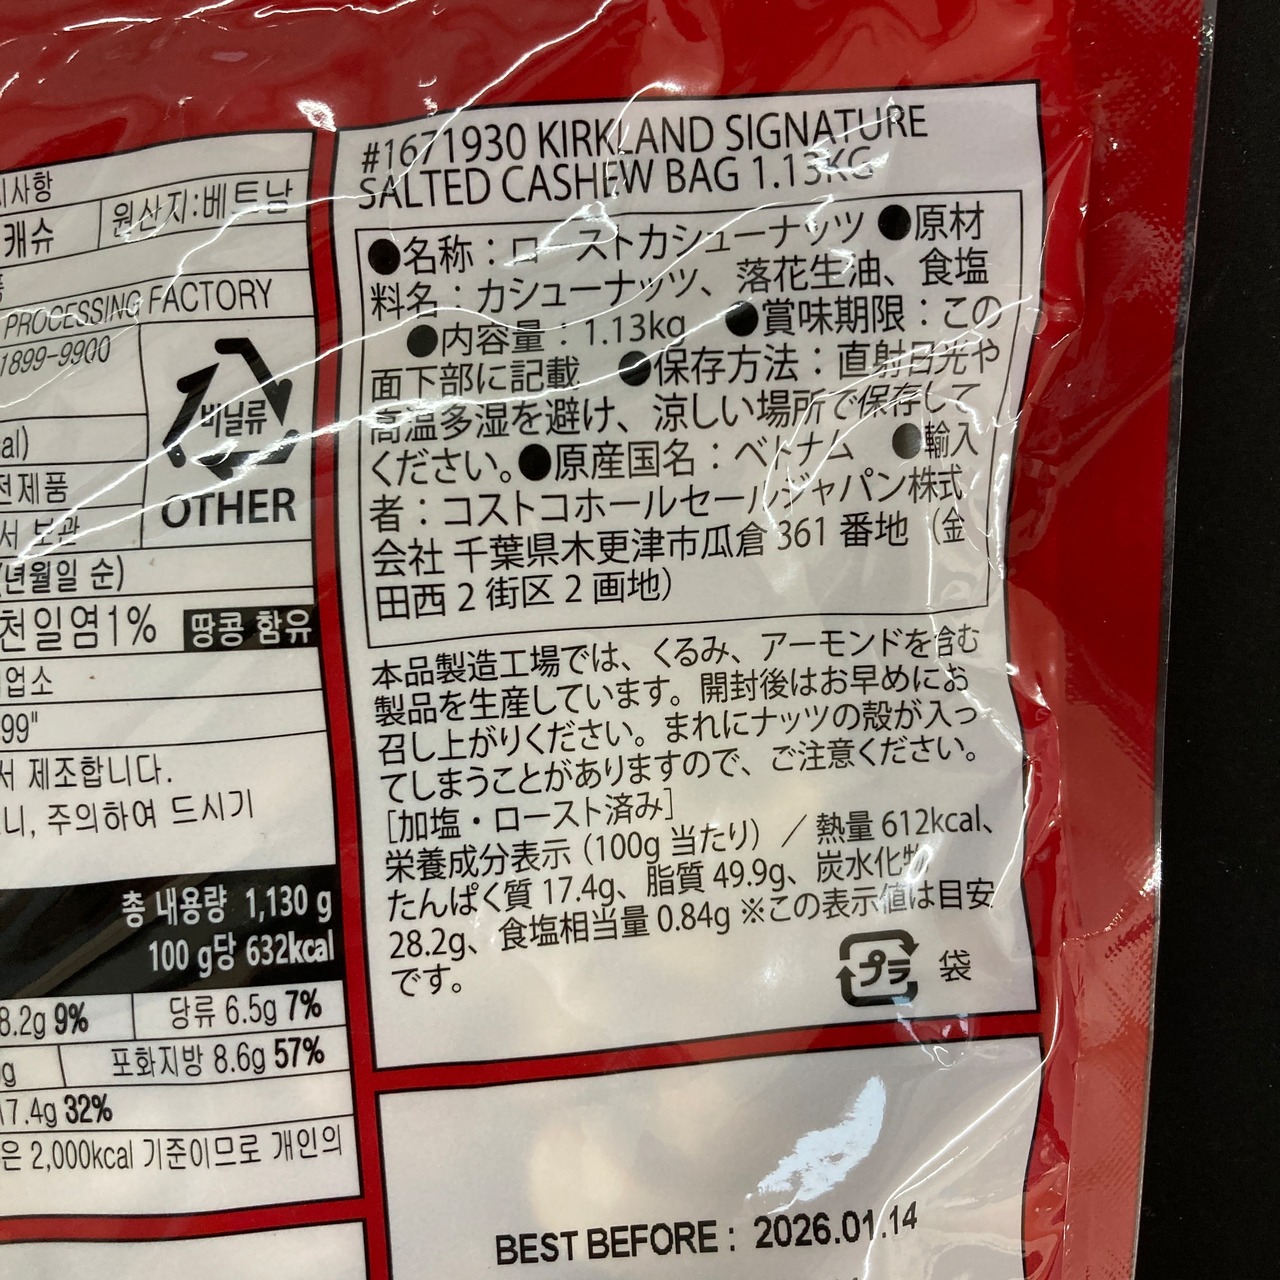 #1671930 KIRKLAND SIGNATURE
SALTED CASHEW BAG 1.13KG
●名称：ローストカシューナッツ ●原材
料名：カシューナッツ、落花生油、食塩
●内容量：1.13kg ●賞味期限：この
面下部に記載 ●保存方法：直射日光や
高温多湿を避け、涼しい場所で保存して
ください。●原産国名：ベトナム ●輸入
者：コストコホールセールジャパン株式
会社 千葉県木更津市瓜倉 361 番地（金
田西 2 街区 2 画地）
本品製造工場では、くるみ、アーモンドを含む
製品を生産しています。開封後はお早めにお
召し上がりください。まれにナッツの殻が入っ
てしまうことがありますので、ご注意ください。
［加塩・ロースト済み］
栄養成分表示（100g 当たり）／熱量 612kcal、
たんぱく質 17.4g、脂質 49.9g、炭水化物
28.2g、食塩相当量 0.84g ※この表示値は目安
です。
プラ 袋
BEST BEFORE : 2026.01.14
사항
캐슈 원산지:베트남
PROCESSING FACTORY
1899-9900
비닐류
OTHER
al)
전제품
서 보관
(년월일 순)
천일염1% 땅콩 함유
업소
99"
서 제조합니다.
니, 주의하여 드시기
총 내용량 1,130 g
100 g당 632kcal
8.2g 9% 당류 6.5g 7%
g 포화지방 8.6g 57%
17.4g 32%
은 2,000kcal 기준이므로 개인의